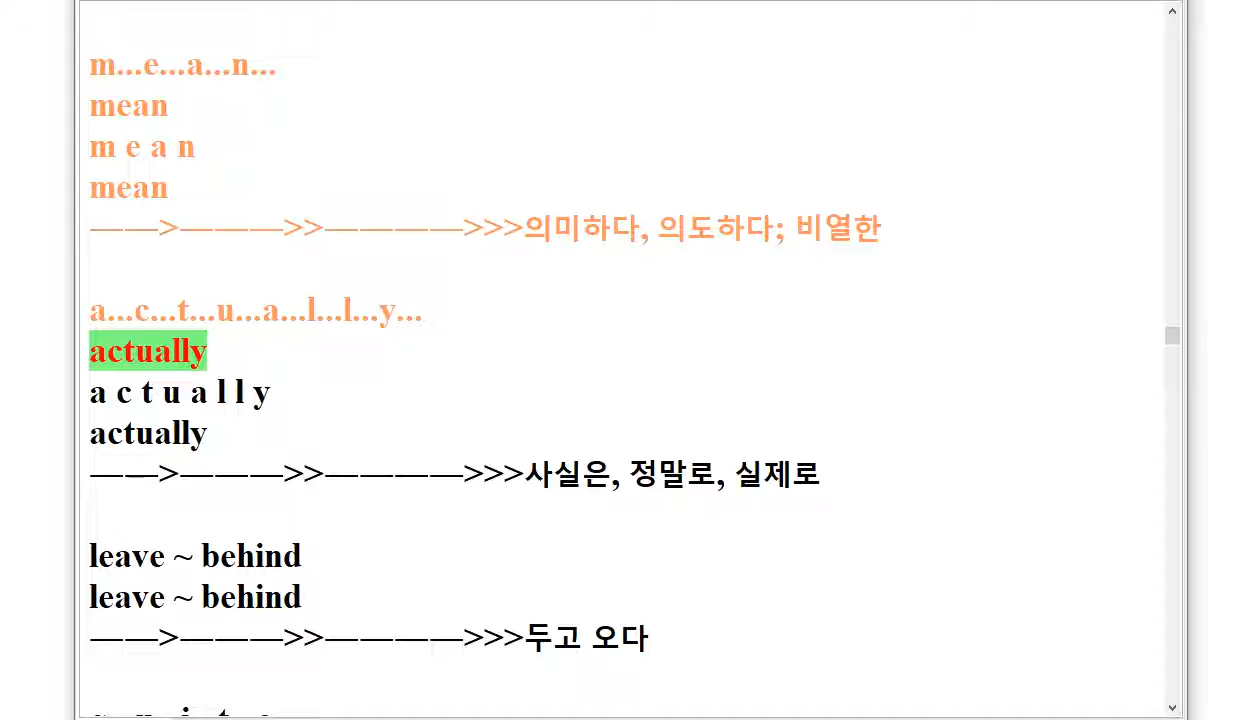 m...e...a...n...
mean
m e a n
mean
——>———>>————>>>의미하다, 의도하다; 비열한
a...c...t...u...a...l...l...y...
actually
a c t u a l l y
actually
——>———>>————>>>사실은, 정말로, 실제로
leave ~ behind
leave ~ behind
——>———>>————>>>두고 오다